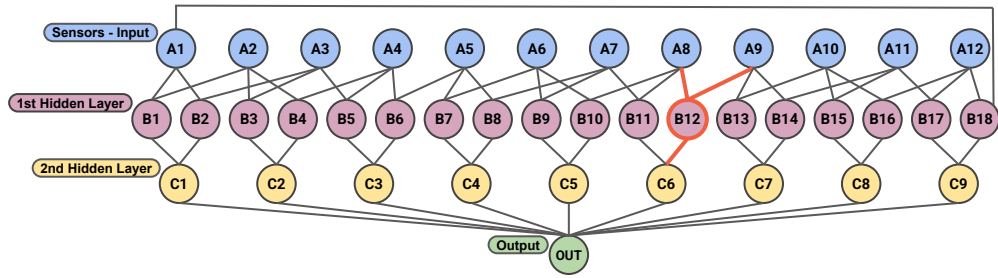 Sensors - Input
A1 A2 A3 A4 A5 A6 A7 A8 A9 A10 A11 A12
1st Hidden Layer
B1 B2 B3 B4 B5 B6 B7 B8 B9 B10 B11 B12 B13 B14 B15 B16 B17 B18
2nd Hidden Layer
C1 C2 C3 C4 C5 C6 C7 C8 C9
Output
OUT